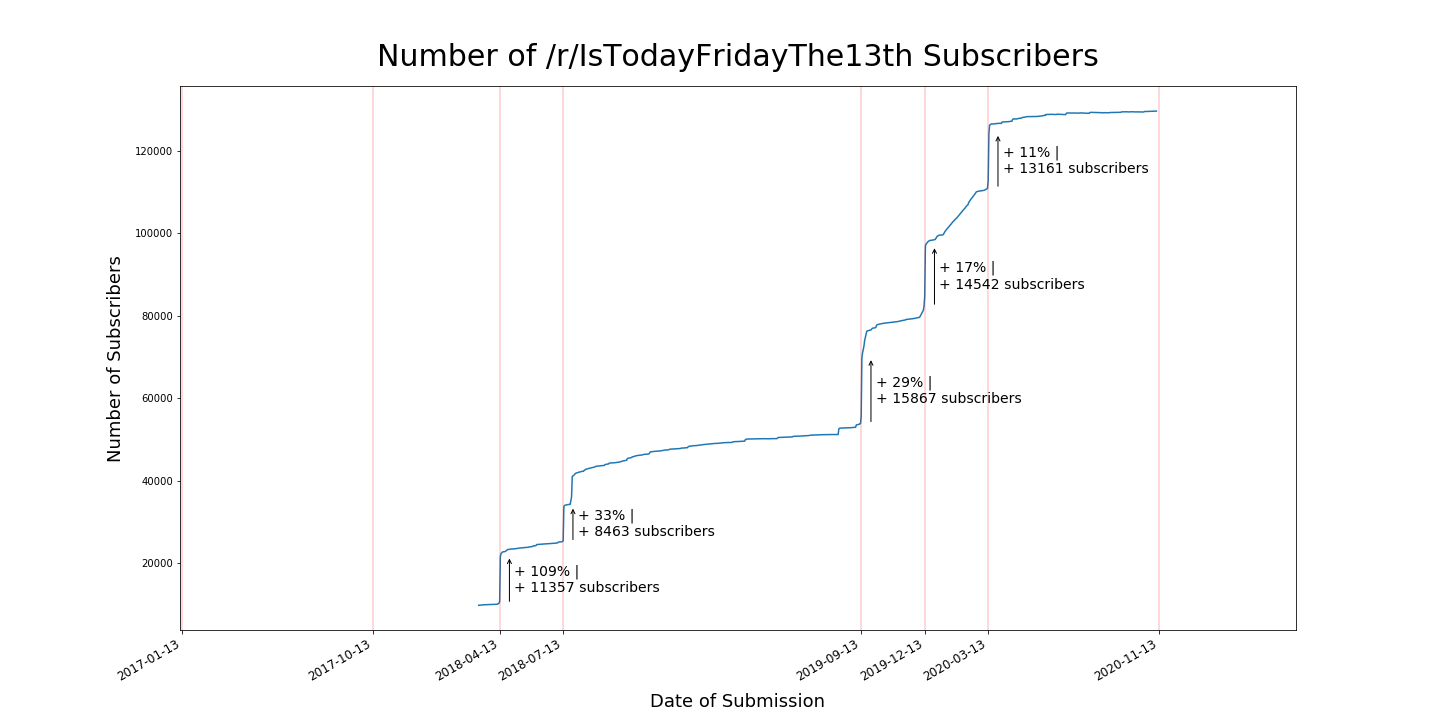 Number of /r/IsTodayFridayThe13th Subscribers
Number of Subscribers
120000
100000
80000
60000
40000
20000
+ 11% |
+ 13161 subscribers
+ 17% |
+ 14542 subscribers
+ 29% |
+ 15867 subscribers
+ 33% |
+ 8463 subscribers
+ 109% |
+ 11357 subscribers
2017-01-13
2017-10-13
2018-04-13
2018-07-13
2019-09-13
2019-12-13
2020-03-13
2020-11-13
Date of Submission